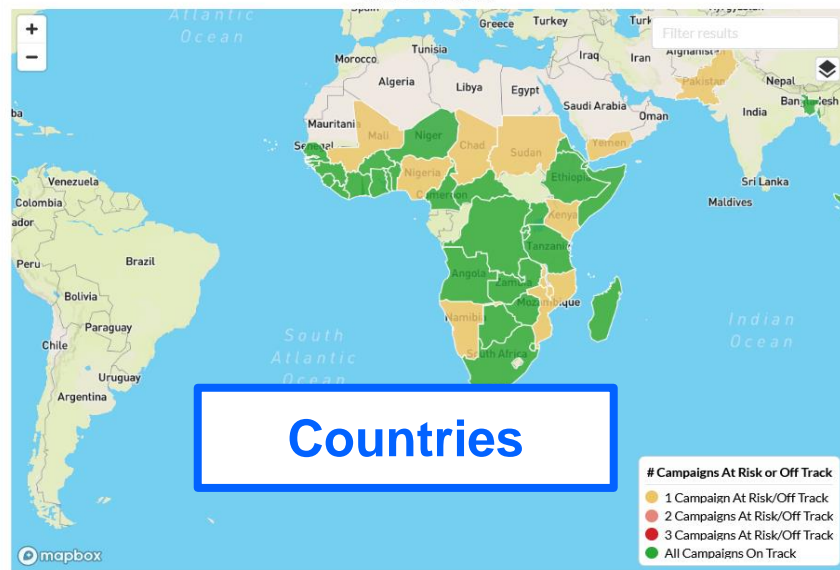 Atlantic
Ocean
Spain
Greece
Turkey
Filter results
Tunisia
Morocco
Iraq
Iran
Afghanistan
Algeria
Libya
Egypt
Pakistan
Nepal
Saudi Arabia
Oman
India
Bangladesh
Mauritania
Mali
Niger
Chad
Sudan
Yemen
Senegal
Nigeria
Ethiopia
Cameroon
Sri Lanka
Maldives
Venezuela
Colombia
Kenya
Tanzania
Peru
Brazil
Angola
Zambia
Mozambique
Bolivia
Namibia
Paraguay
Indian
Ocean
Chile
South
Atlantic
Ocean
South Africa
Uruguay
Argentina
Countries
# Campaigns At Risk or Off Track
1 Campaign At Risk/Off Track
2 Campaigns At Risk/Off Track
3 Campaigns At Risk/Off Track
All Campaigns On Track
mapbox